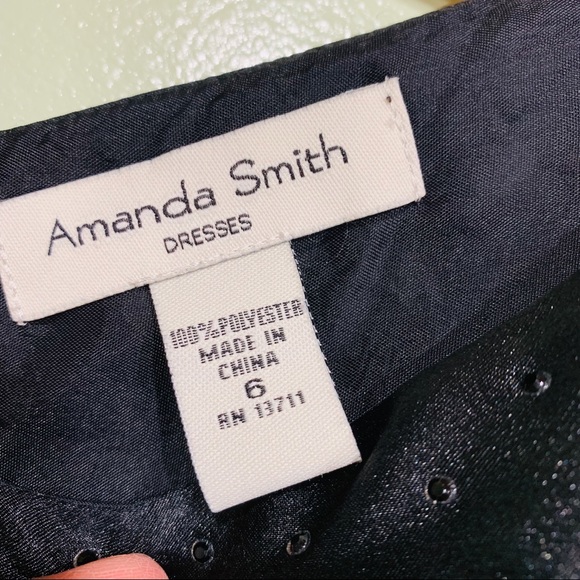 Amanda Smith
DRESSES
100% POLYESTER
MADE IN
CHINA
6
RN 13711